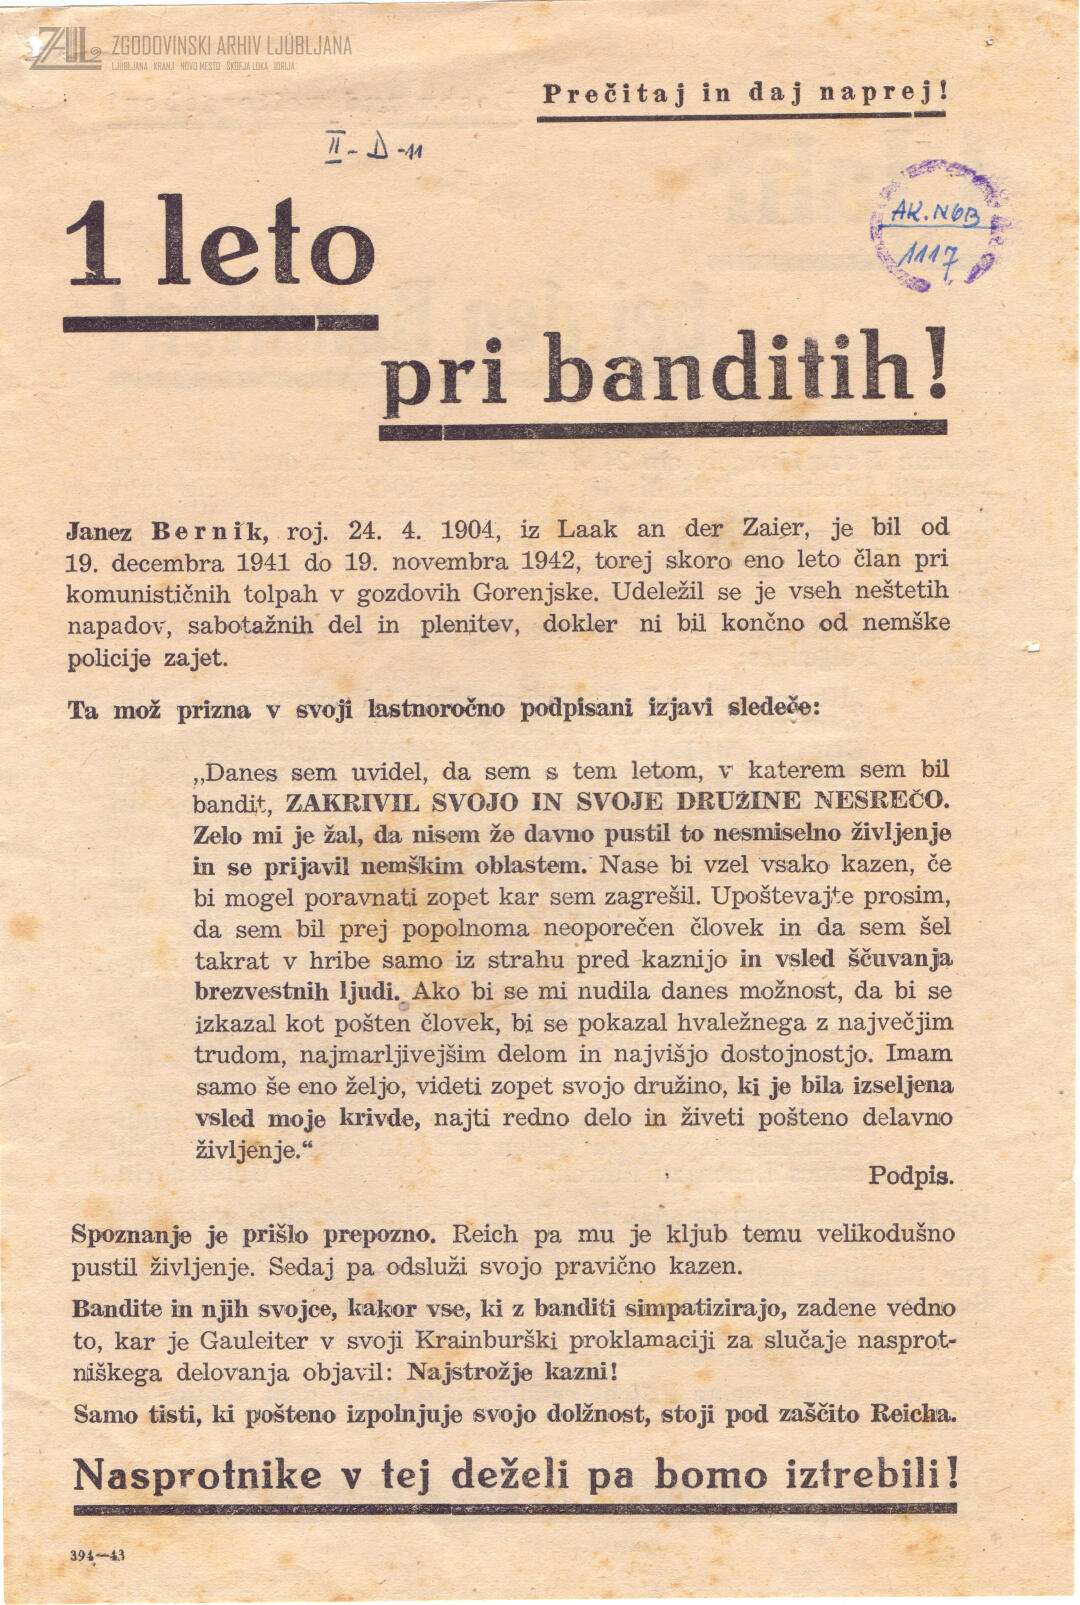 ZAL
ZGODOVINSKI ARHIV LJUBLJANA
LJUBLJANA KRANJ NOVO MESTO ŠKOFJA LOKA IDRIJA
Prečitaj in daj naprej!
II - D - 11
AK. NOB
1117
1 leto
pri banditih!
Janez Bernik, roj. 24. 4. 1904, iz Laak an der Zaier, je bil od
19. decembra 1941 do 19. novembra 1942, torej skoro eno leto član pri
komunističnih tolpah v gozdovih Gorenjske. Udeležil se je vseh neštetih
napadov, sabotažnih del in plenitev, dokler ni bil končno od nemške
policije zajet.
Ta mož prizna v svoji lastnoročno podpisani izjavi sledeče:
„Danes sem uvidel, da sem s tem letom, v katerem sem bil
bandit, ZAKRIVIL SVOJO IN SVOJE DRUŽINE NESREČO.
Zelo mi je žal, da nisem že davno pustil to nesmiselno življenje
in se prijavil nemškim oblastem. Nase bi vzel vsako kazen, če
bi mogel poravnati zopet kar sem zagrešil. Upoštevajte prosim,
da sem bil prej popolnoma neoporečen človek in da sem šel
takrat v hribe samo iz strahu pred kaznijo in vsled ščuvanja
brezvestnih ljudi. Ako bi se mi nudila danes možnost, da bi se
izkazal kot pošten človek, bi se pokazal hvaležnega z največjim
trudom, najmarljivejšim delom in najvišjo dostojnostjo. Imam
samo še eno željo, videti zopet svojo družino, ki je bila izseljena
vsled moje krivde, najti redno delo in živeti pošteno delavno
življenje.“
Podpis.
Spoznanje je prišlo prepozno. Reich pa mu je kljub temu velikodušno
pustil življenje. Sedaj pa odsluži svojo pravično kazen.
Bandite in njih svojce, kakor vse, ki z banditi simpatizirajo, zadene vedno
to, kar je Gauleiter v svoji Krainburški proklamaciji za slučaje nasprot-
niškega delovanja objavil: Najstrožje kazni!
Samo tisti, ki pošteno izpolnjuje svojo dolžnost, stoji pod zaščito Reicha.
Nasprotnike v tej deželi pa bomo iztrebili!
394—43